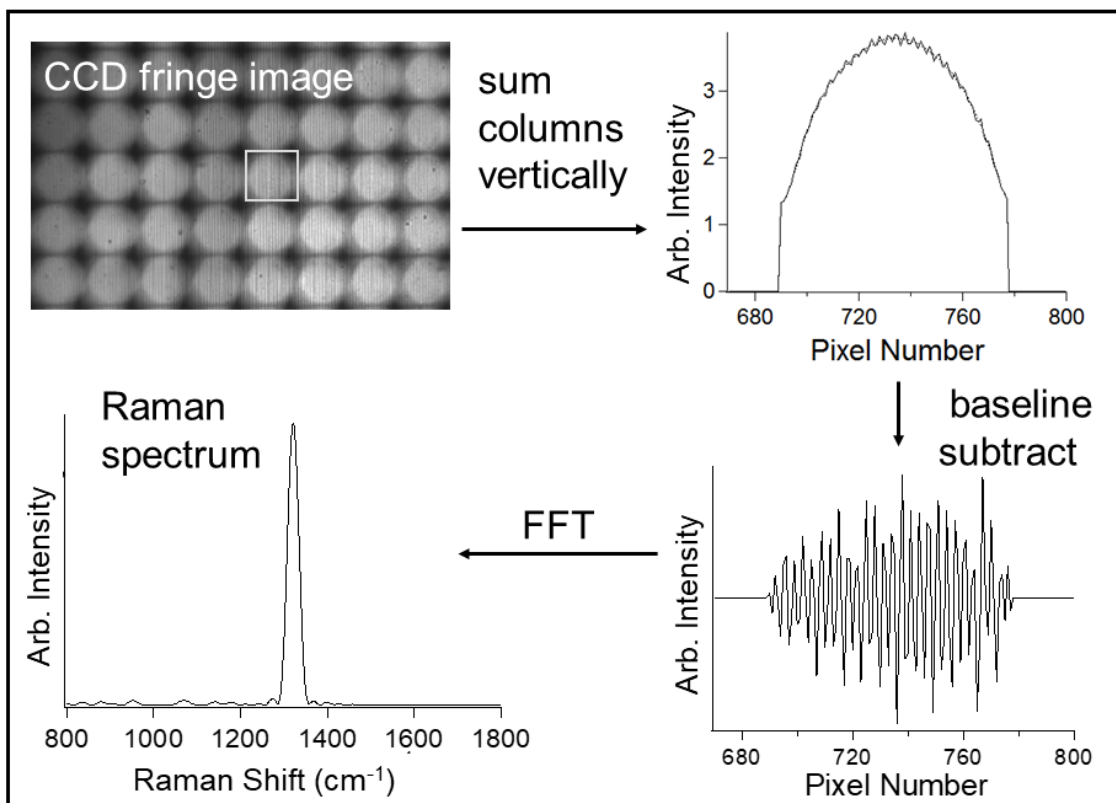 CCD fringe image
sum
columns
vertically
Arb. Intensity
3
2
1
0
680
720
760
800
Pixel Number
baseline
subtract
Arb. Intensity
680
720
760
800
Pixel Number
FFT
Raman
spectrum
Arb. Intensity
800
1000
1200
1400
1600
1800
Raman Shift (cm⁻¹)